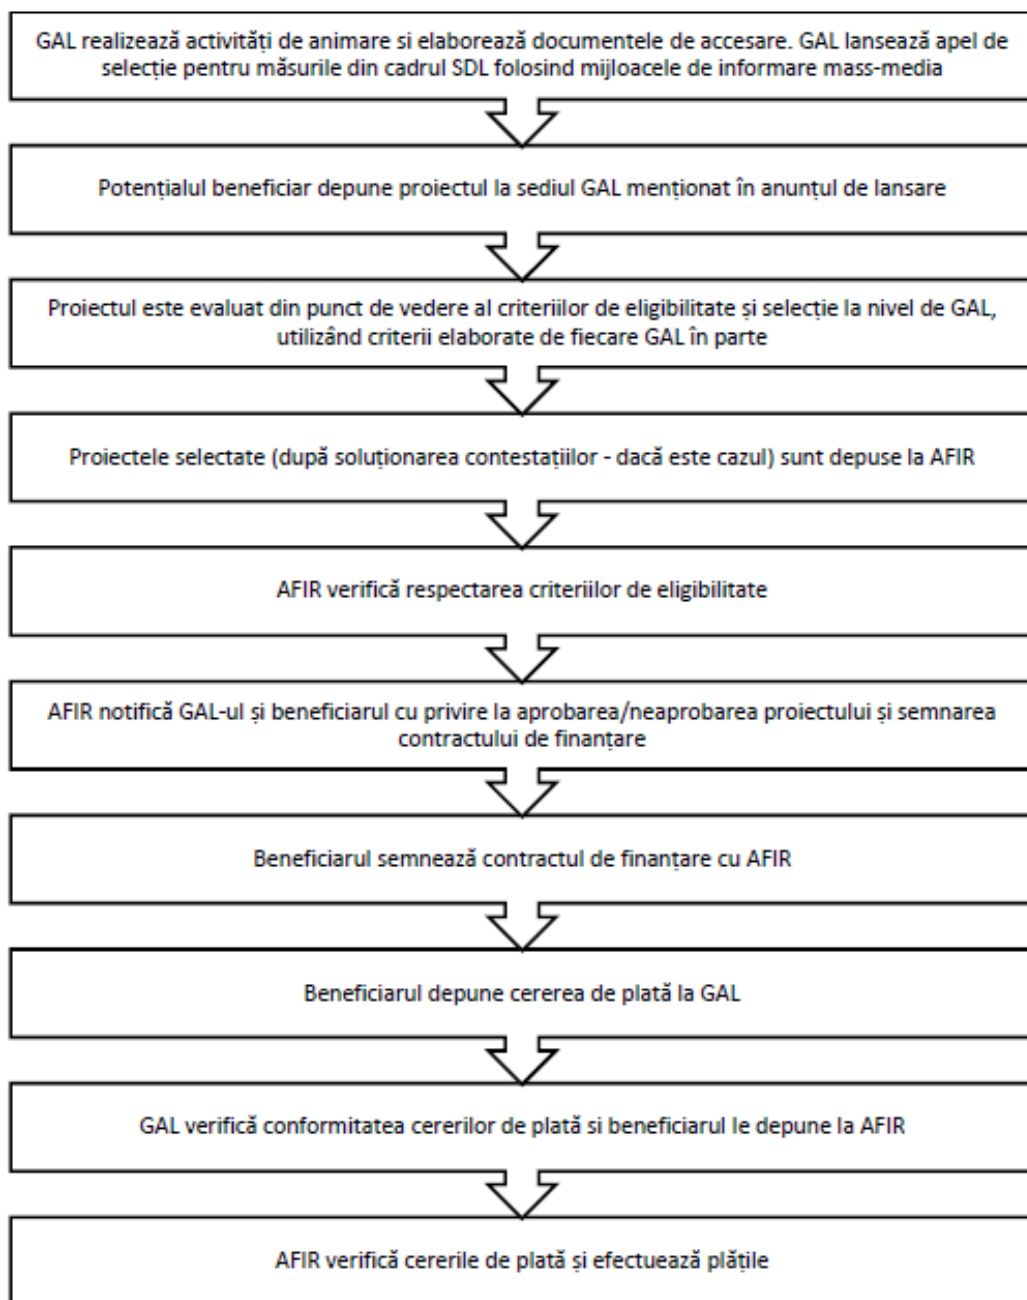 GAL realizează activități de animare si elaborează documentele de accesare. GAL lansează apel de
selecție pentru măsurile din cadrul SDL folosind mijloacele de informare mass-media
Potențialul beneficiar depune proiectul la sediul GAL menționat în anunțul de lansare
Proiectul este evaluat din punct de vedere al criteriilor de eligibilitate și selecție la nivel de GAL,
utilizând criterii elaborate de fiecare GAL în parte
Proiectele selectate (după soluționarea contestațiilor - dacă este cazul) sunt depuse la AFIR
AFIR verifică respectarea criteriilor de eligibilitate
AFIR notifică GAL-ul și beneficiarul cu privire la aprobarea/neaprobarea proiectului și semnarea
contractului de finanțare
Beneficiarul semnează contractul de finanțare cu AFIR
Beneficiarul depune cererea de plată la GAL
GAL verifică conformitatea cererilor de plată si beneficiarul le depune la AFIR
AFIR verifică cererile de plată și efectuează plățile